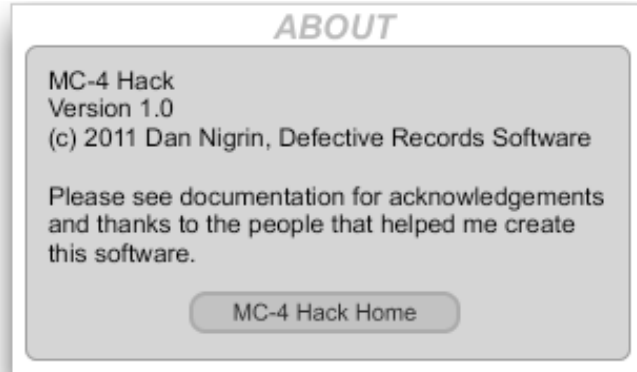 ABOUT
MC-4 Hack
Version 1.0
(c) 2011 Dan Nigrin, Defective Records Software
Please see documentation for acknowledgements
and thanks to the people that helped me create
this software.
MC-4 Hack Home